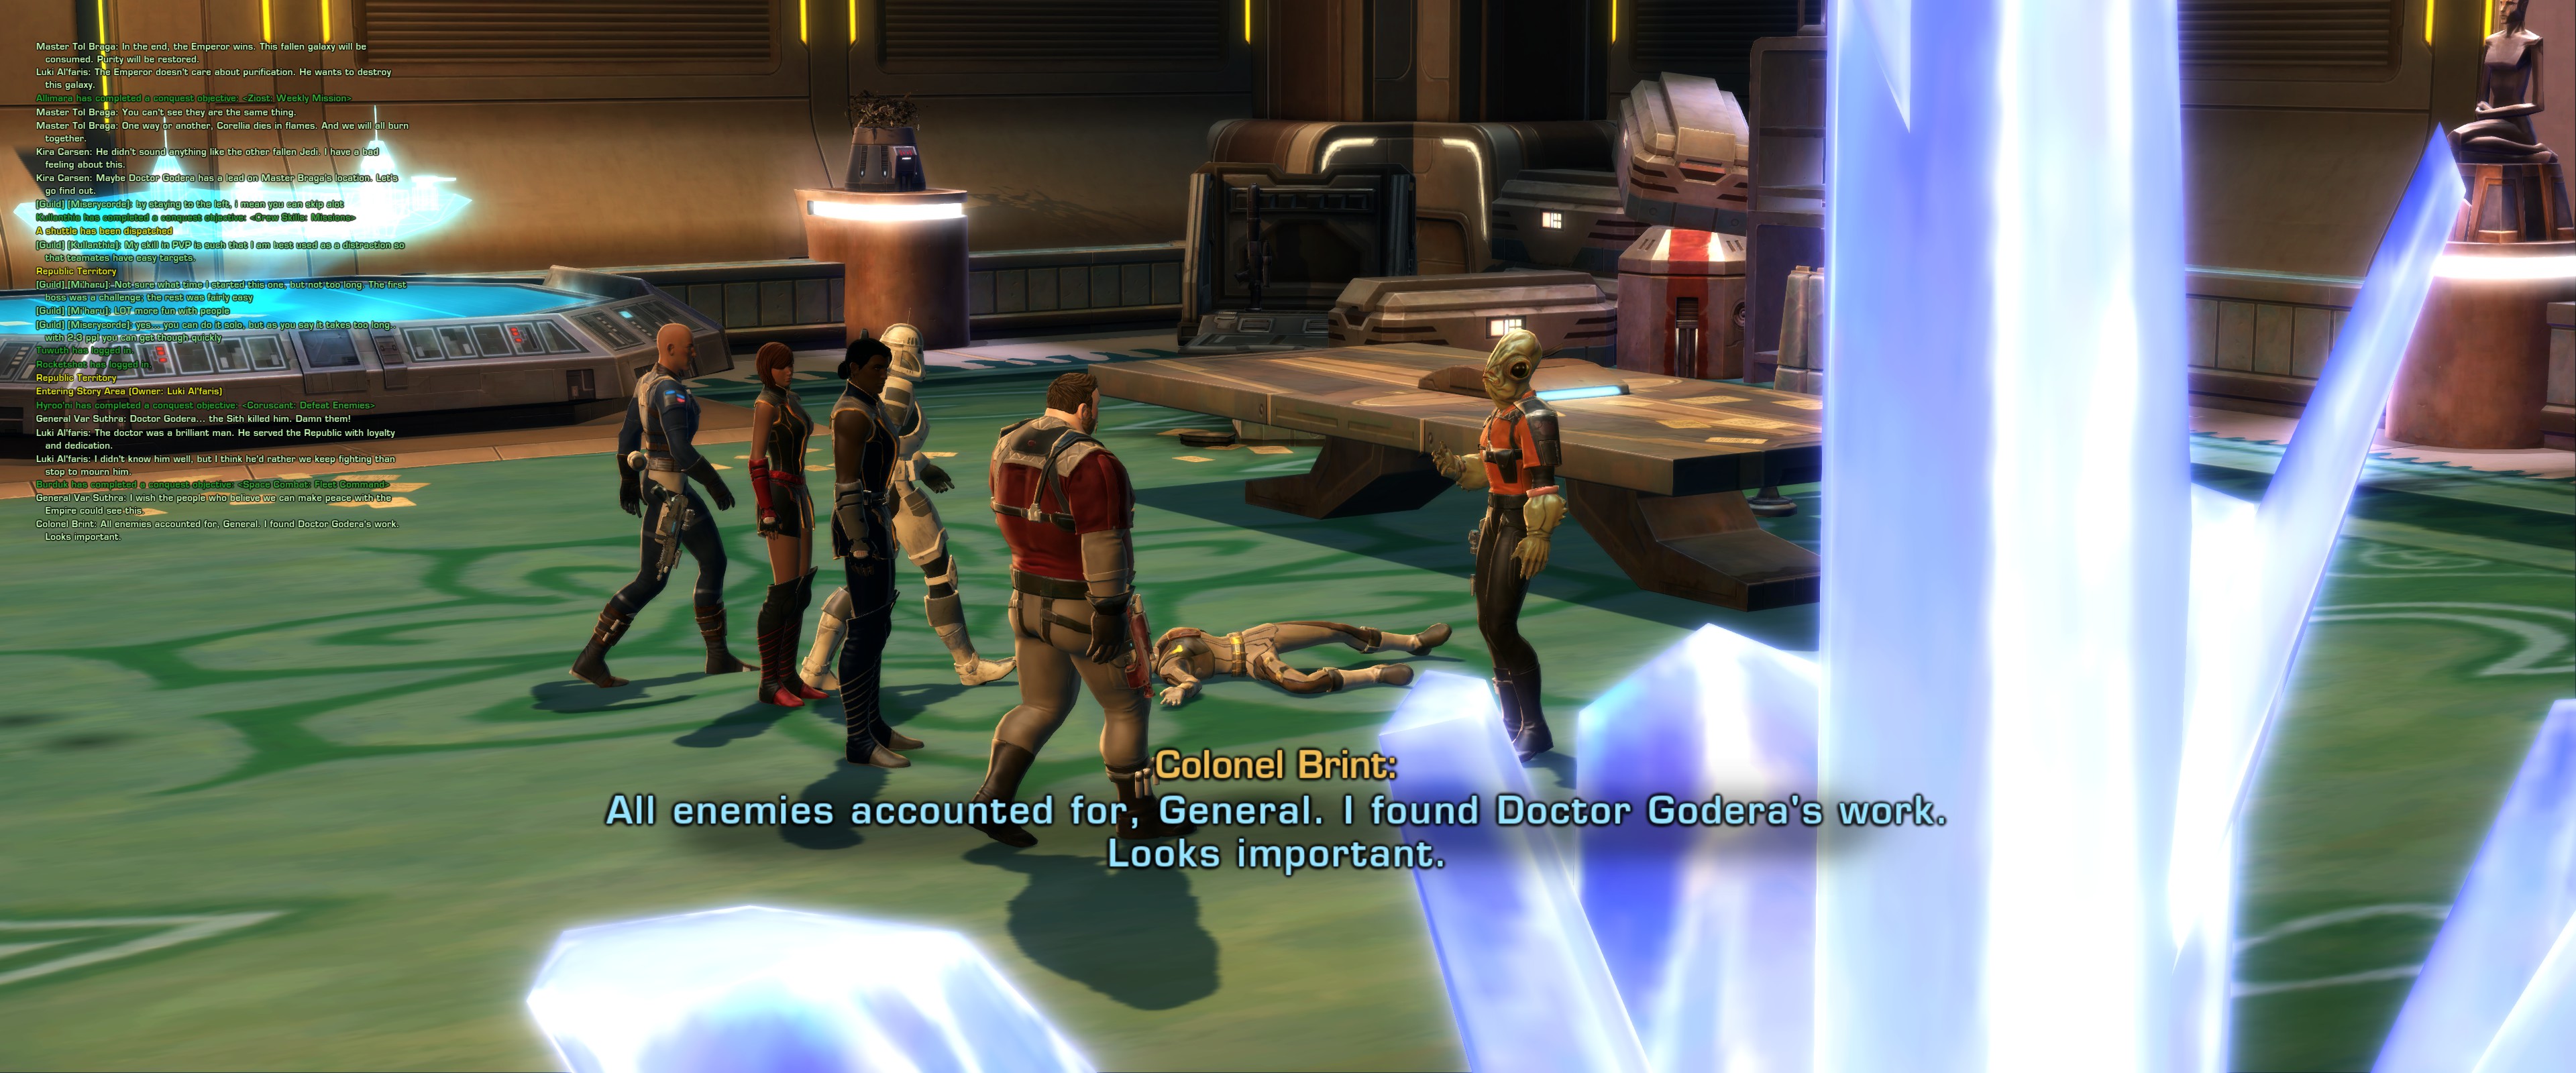 Master Tol Braga: In the end, the Emperor wins. This fallen galaxy will be
consumed. Purity will be restored.
Luki Al'faris: The Emperor doesn't care about purification. He wants to destroy
this galaxy.
Allimara has completed a conquest objective: <Ziost: Weekly Mission>
Master Tol Braga: You can't see they are the same thing.
Master Tol Braga: One way or another, Corellia dies in flames. And we will all burn
together.
Kira Carsen: He didn't sound anything like the other fallen Jedi. I have a bad
feeling about this.
Kira Carsen: Maybe Doctor Godera has a lead on Master Braga's location. Let's
go find out.
[Guild] [Miserycorde]: by staying to the left, i mean you can skip alot
Kullanthia has completed a conquest objective: <Crew Skills: Missions>
A shuttle has been dispatched
[Guild] [Kullanthia]: My skill in PVP is such that I am best used as a distraction so
that teamates have easy targets.
Republic Territory
[Guild] [Mi'haru]: Not sure what time I started this one, but not too long. The first
boss was a challenge; the rest was fairly easy
[Guild] [Mi'haru]: LOT more fun with people
[Guild] [Miserycorde]: yes... you can do it solo, but as you say it takes too long..
with 2-3 ppl you can get though quickly
Tuwuth has logged in.
Rocketshot has logged in.
Republic Territory
Entering Story Area (Owner: Luki Al'faris)
Hyroo'ni has completed a conquest objective: <Coruscant: Defeat Enemies>
General Var Suthra: Doctor Godera... the Sith killed him. Damn them!
Luki Al'faris: The doctor was a brilliant man. He served the Republic with loyalty
and dedication.
Luki Al'faris: I didn't know him well, but I think he'd rather we keep fighting than
stop to mourn him.
Burduk has completed a conquest objective: <Space Combat: Fleet Command>
General Var Suthra: I wish the people who believe we can make peace with the
Empire could see this.
Colonel Brint: All enemies accounted for, General. I found Doctor Godera's work.
Looks important.
Colonel Brint:
All enemies accounted for, General. I found Doctor Godera's work.
Looks important.